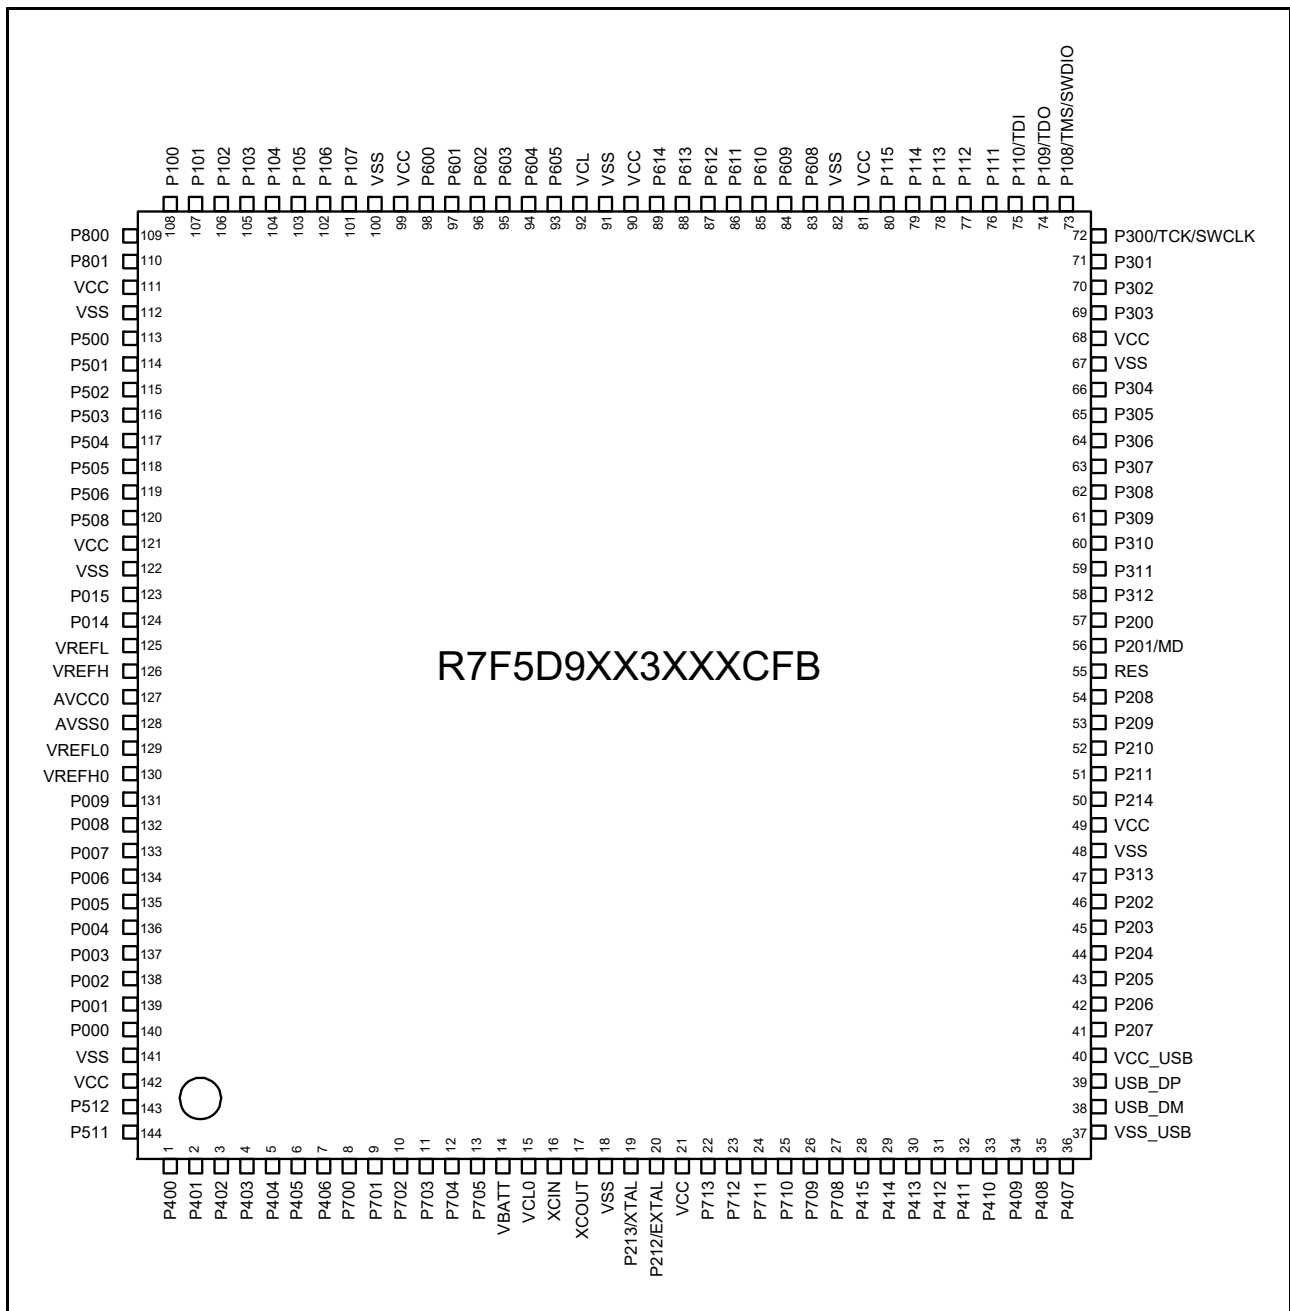 P100
P101
P102
P103
P104
P105
P106
P107
VSS
VCC
P600
P601
P602
P603
P604
P605
VCL
VSS
VCC
P614
P613
P612
P611
P610
P609
P608
VSS
VCC
P115
P114
P113
P112
P111
P110/TDI
P109/TDO
P108/TMS/SWDIO
108
107
106
105
104
103
102
101
100
99
98
97
96
95
94
93
92
91
90
89
88
87
86
85
84
83
82
81
80
79
78
77
76
75
74
73
P800 109
P801 110
VCC 111
VSS 112
P500 113
P501 114
P502 115
P503 116
P504 117
P505 118
P506 119
P508 120
VCC 121
VSS 122
P015 123
P014 124
VREFL 125
VREFH 126
AVCC0 127
AVSS0 128
VREFL0 129
VREFH0 130
P009 131
P008 132
P007 133
P006 134
P005 135
P004 136
P003 137
P002 138
P001 139
P000 140
VSS 141
VCC 142
P512 143
P511 144
R7F5D9XX3XXXCFB
72 P300/TCK/SWCLK
71 P301
70 P302
69 P303
68 VCC
67 VSS
66 P304
65 P305
64 P306
63 P307
62 P308
61 P309
60 P310
59 P311
58 P312
57 P200
56 P201/MD
55 RES
54 P208
53 P209
52 P210
51 P211
50 P214
49 VCC
48 VSS
47 P313
46 P202
45 P203
44 P204
43 P205
42 P206
41 P207
40 VCC_USB
39 USB_DP
38 USB_DM
37 VSS_USB
1
2
3
4
5
6
7
8
9
10
11
12
13
14
15
16
17
18
19
20
21
22
23
24
25
26
27
28
29
30
31
32
33
34
35
36
P400
P401
P402
P403
P404
P405
P406
P700
P701
P702
P703
P704
P705
VBATT
VCL0
XCIN
XCOUT
VSS
P213/XTAL
P212/EXTAL
VCC
P713
P712
P711
P710
P709
P708
P415
P414
P413
P412
P411
P410
P409
P408
P407